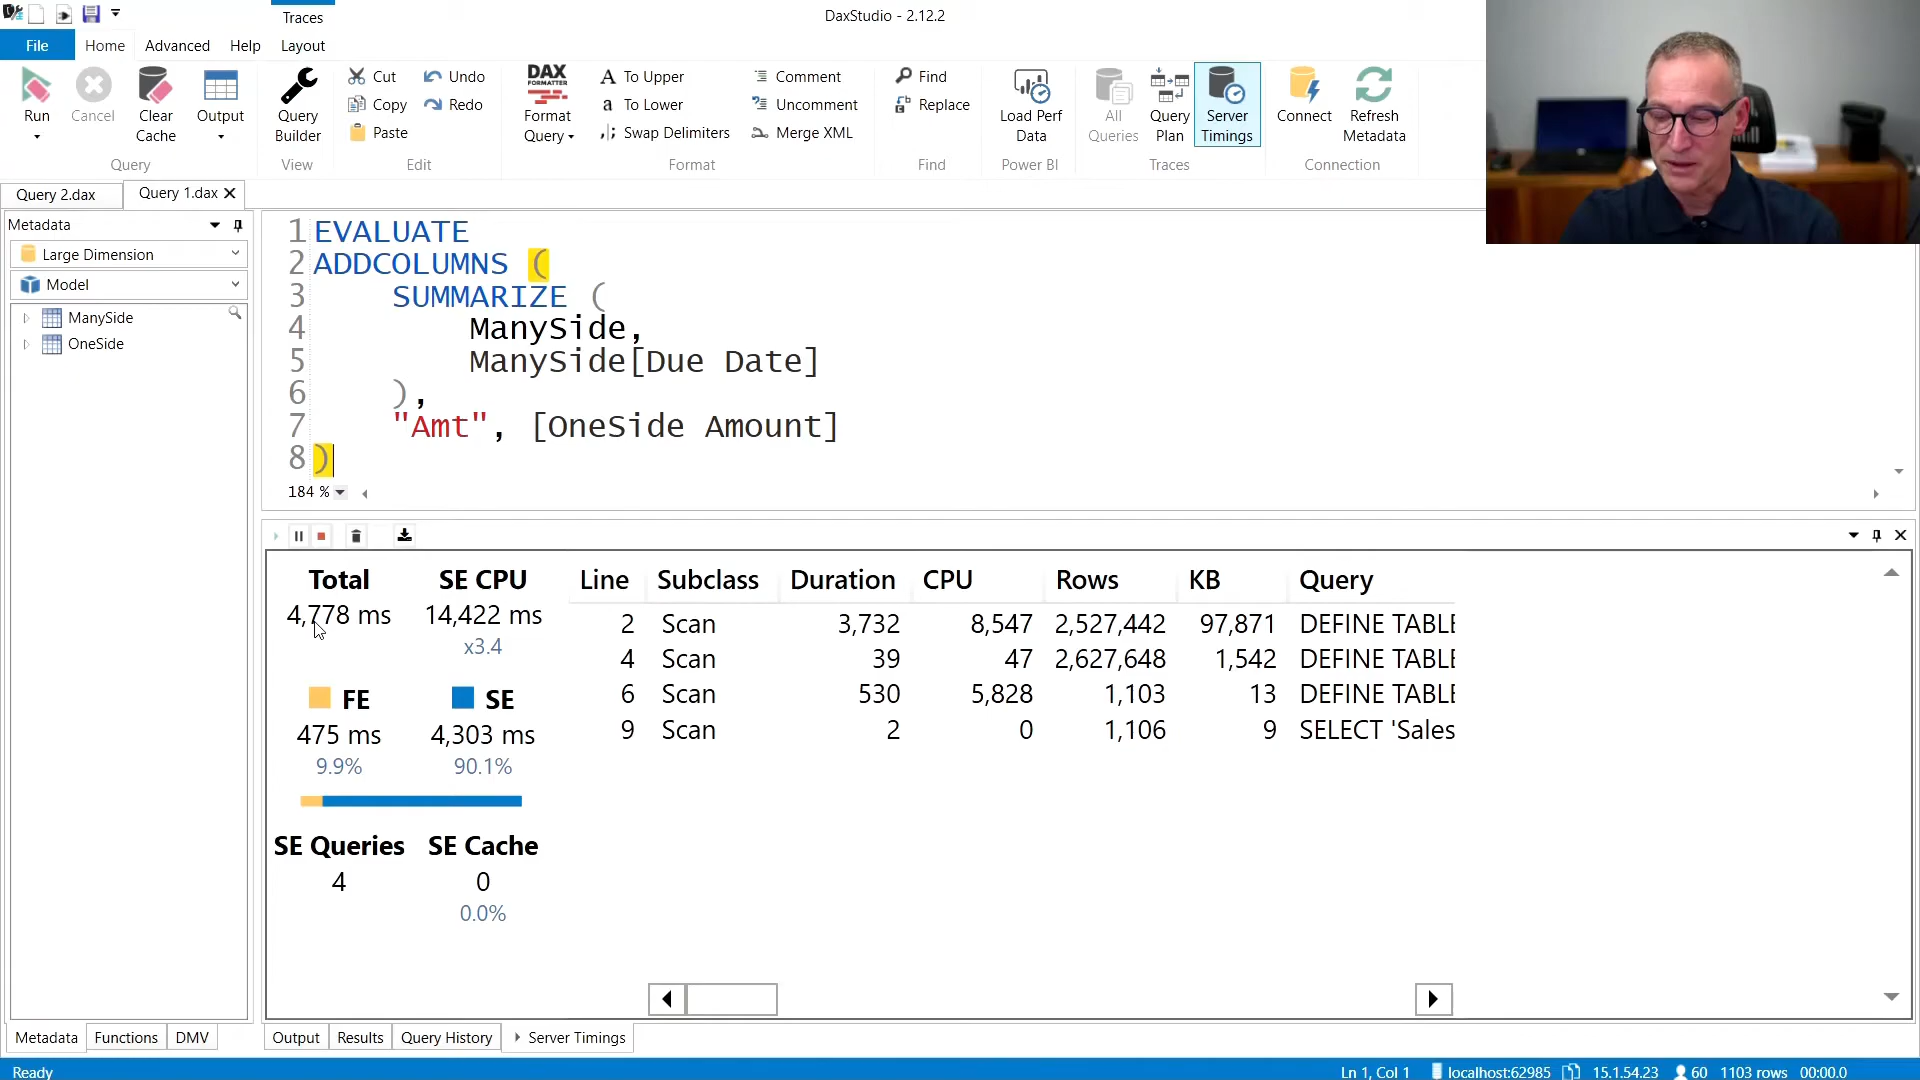 Traces
DaxStudio - 2.12.2
File
Home
Advanced
Help
Layout
Run
Cancel
Clear
Cache
Output
Query
Query
Builder
View
Cut
Copy
Paste
Undo
Redo
Edit
DAX
FORMATTER
Format
Query
To Upper
To Lower
Swap Delimiters
Comment
Uncomment
Merge XML
Format
Find
Replace
Find
Load Perf
Data
Power BI
All
Queries
Query
Plan
Server
Timings
Traces
Connect
Refresh
Metadata
Connection
Query 2.dax
Query 1.dax
Metadata
Large Dimension
Model
ManySide
OneSide
1 EVALUATE
2 ADDCOLUMNS (
3 SUMMARIZE (
4 ManySide,
5 ManySide[Due Date]
6 ),
7 "Amt", [OneSide Amount]
8 )
184 %
Total
4,778 ms
SE CPU
14,422 ms
x3.4
FE
475 ms
9.9%
SE
4,303 ms
90.1%
SE Queries
4
SE Cache
0
0.0%
Line Subclass Duration CPU Rows KB Query
2 Scan 3,732 8,547 2,527,442 97,871 DEFINE TABLE
4 Scan 39 47 2,627,648 1,542 DEFINE TABLE
6 Scan 530 5,828 1,103 13 DEFINE TABLE
9 Scan 2 0 1,106 9 SELECT 'Sales
Metadata Functions DMV
Output Results Query History Server Timings
Ready
Ln 1, Col 1 localhost:62985 15.1.54.23 60 1103 rows 00:00.0